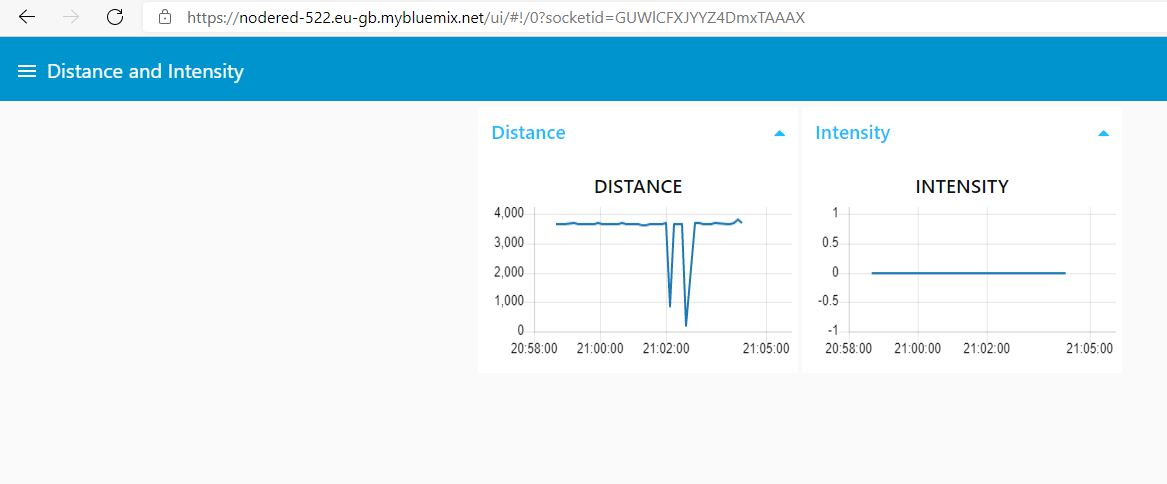 https://nodered-522.eu-gb.mybluemix.net/ui/#!/0?socketid=GUWlCFXJYYZ4DmxTAAAX
Distance and Intensity
Distance
DISTANCE
4,000
3,000
2,000
1,000
0
20:58:00 21:00:00 21:02:00 21:05:00
Intensity
INTENSITY
1
0.5
0
-0.5
-1
20:58:00 21:00:00 21:02:00 21:05:00